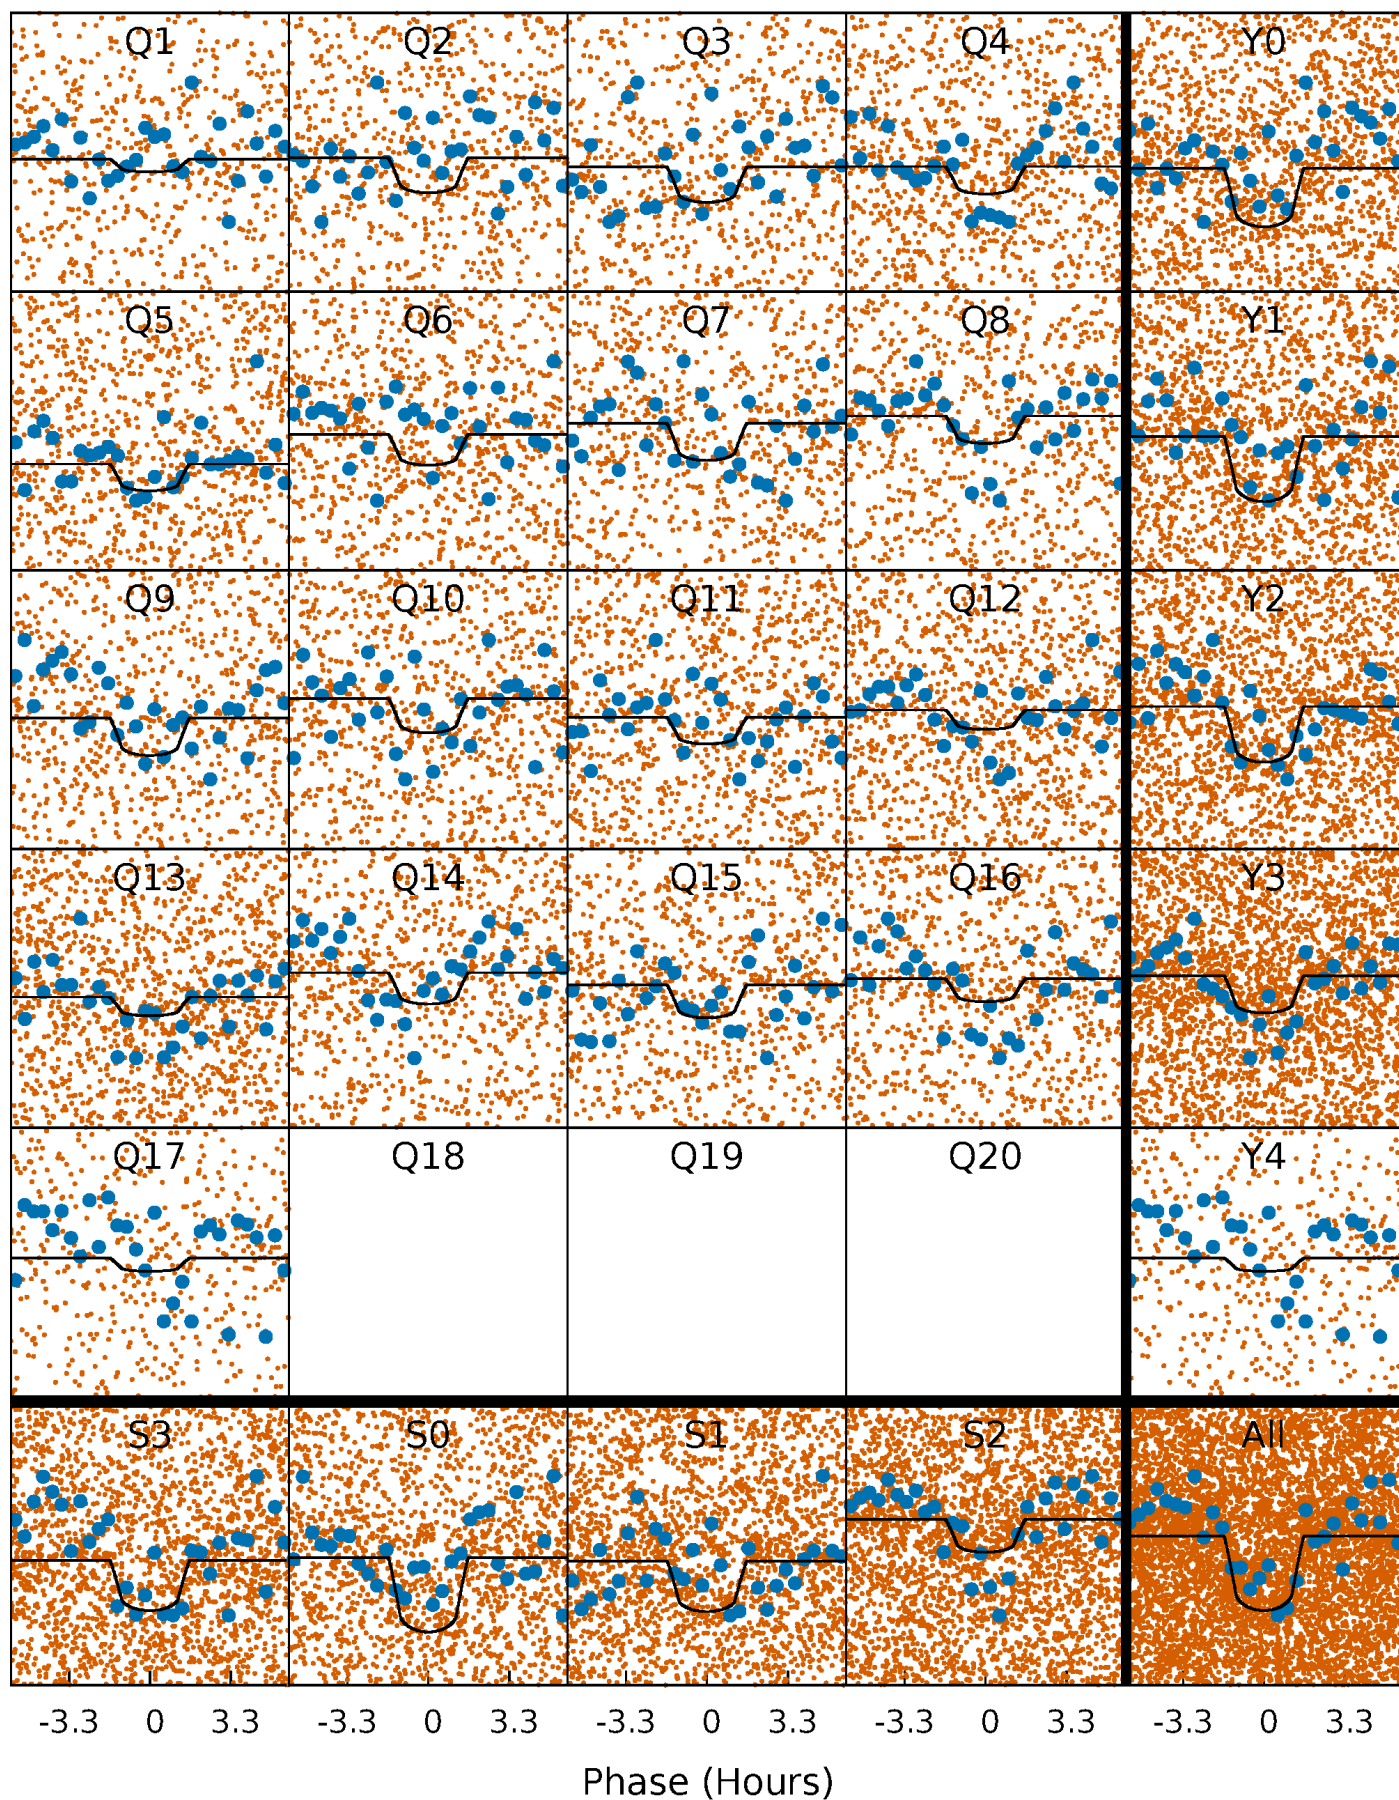 Q1 Q2 Q3 Q4 Y0
Q5 Q6 Q7 Q8 Y1
Q9 Q10 Q11 Q12 Y2
Q13 Q14 Q15 Q16 Y3
Q17 Q18 Q19 Q20 Y4
S3 S0 S1 S2 All
-3.3 0 3.3 -3.3 0 3.3 -3.3 0 3.3 -3.3 0 3.3 -3.3 0 3.3
Phase (Hours)